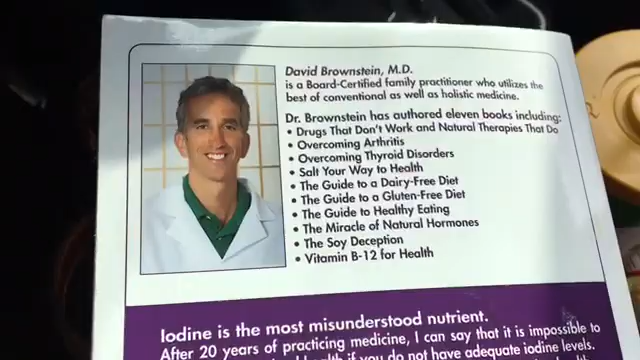 David Brownstein, M.D.
is a Board-Certified family practitioner who utilizes the
best of conventional as well as holistic medicine.
Dr. Brownstein has authored eleven books including:
• Drugs That Don't Work and Natural Therapies That Do
• Overcoming Arthritis
• Overcoming Thyroid Disorders
• Salt Your Way to Health
• The Guide to a Dairy-Free Diet
• The Guide to a Gluten-Free Diet
• The Guide to Healthy Eating
• The Miracle of Natural Hormones
• The Soy Deception
• Vitamin B-12 for Health
Iodine is the most misunderstood nutrient.
After 20 years of practicing medicine, I can say that it is impossible to
if you do not have adequate iodine levels.